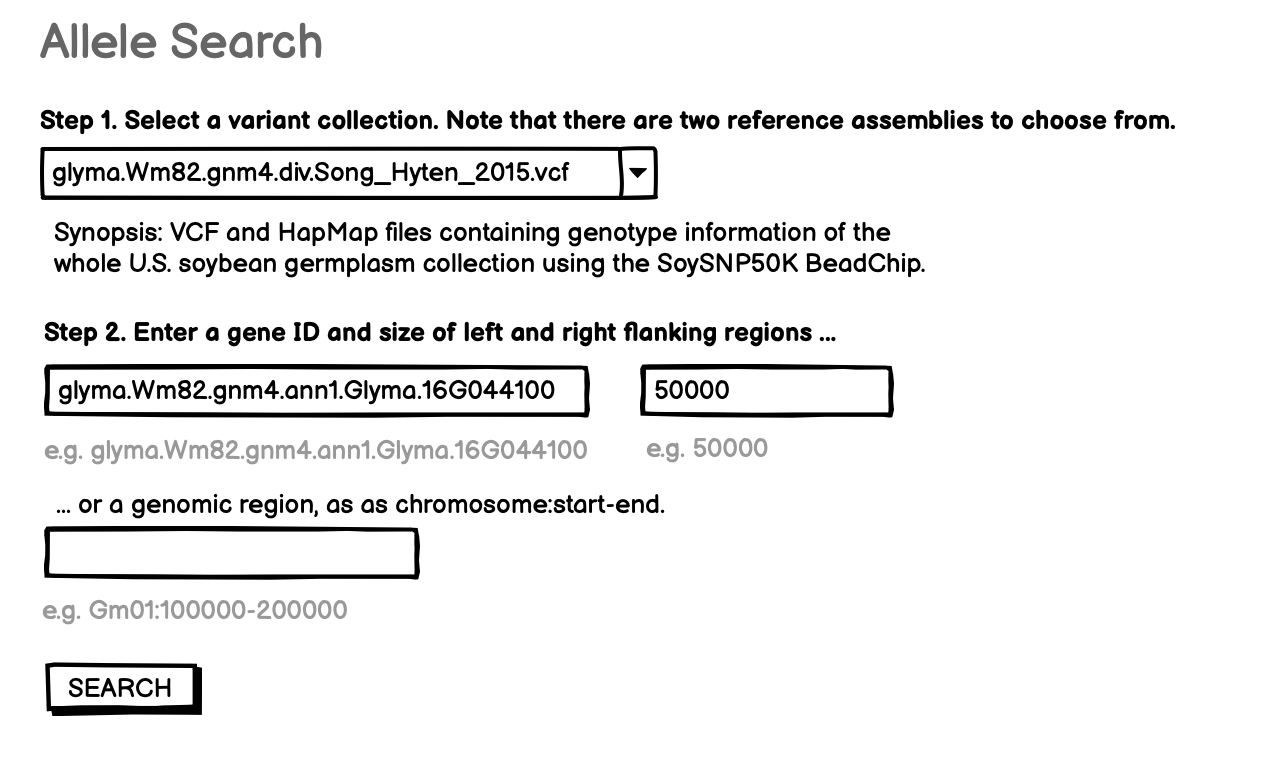 Allele Search
Step 1. Select a variant collection. Note that there are two reference assemblies to choose from.
glyma.Wm82.gnm4.div.Song_Hyten_2015.vcf
Synopsis: VCF and HapMap files containing genotype information of the
whole U.S. soybean germplasm collection using the SoySNP50K BeadChip.
Step 2. Enter a gene ID and size of left and right flanking regions ...
glyma.Wm82.gnm4.ann1.Glyma.16G044100 50000
e.g. glyma.Wm82.gnm4.ann1.Glyma.16G044100 e.g. 50000
... or a genomic region, as as chromosome:start-end.
e.g. Gm01:100000-200000
SEARCH